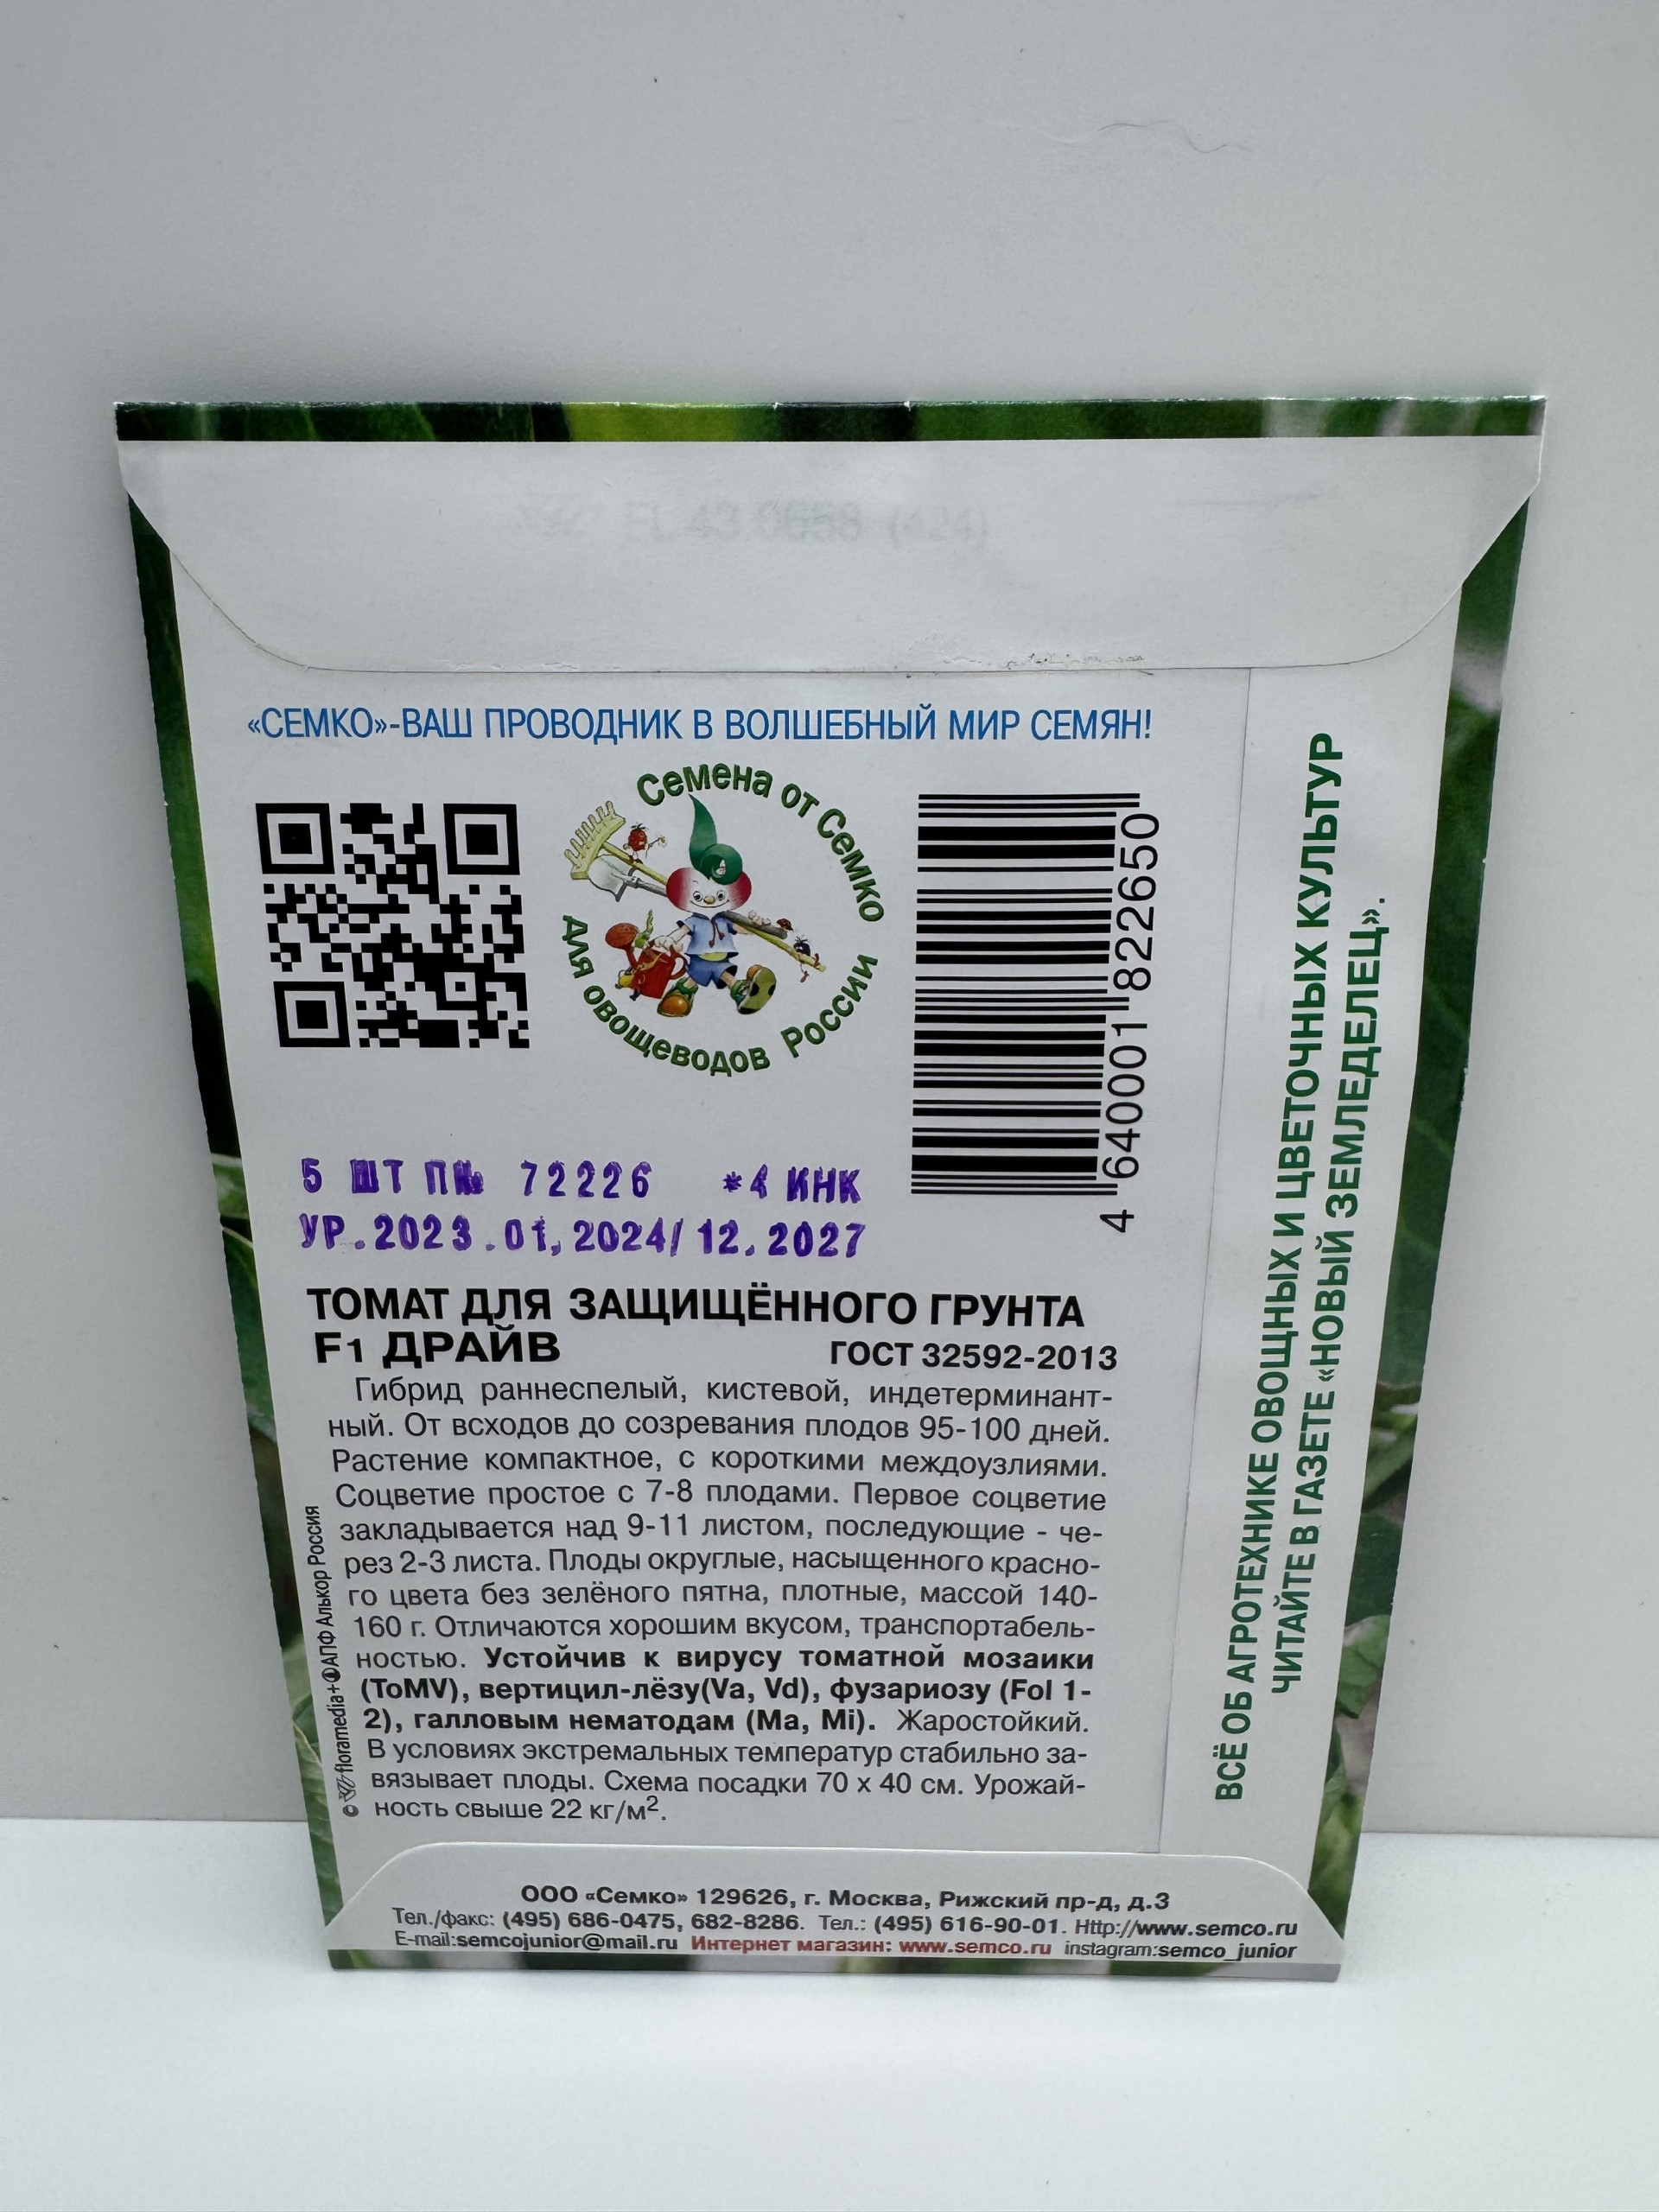 FL 43.0658 (424)
«СЕМКО»-ВАШ ПРОВОДНИК В ВОЛШЕБНЫЙ МИР СЕМЯН!
Семена от Семко
для овощеводов России
4 640001 822650
5 ШТ П№ 72226 *4 ИНК
УР.2023.01,2024/12.2027
ТОМАТ ДЛЯ ЗАЩИЩЁННОГО ГРУНТА
F1 ДРАЙВ ГОСТ 32592-2013
Гибрид раннеспелый, кистевой, индетерминант-
ный. От всходов до созревания плодов 95-100 дней.
Растение компактное, с короткими междоузлиями.
Соцветие простое с 7-8 плодами. Первое соцветие
закладывается над 9-11 листом, последующие - че-
рез 2-3 листа. Плоды округлые, насыщенного красно-
го цвета без зелёного пятна, плотные, массой 140-
160 г. Отличаются хорошим вкусом, транспортабель-
ностью. Устойчив к вирусу томатной мозаики
(ToMV), вертицил-лёзу(Va, Vd), фузариозу (Fol 1-
2), галловым нематодам (Ma, Mi). Жаростойкий.
В условиях экстремальных температур стабильно за-
вязывает плоды. Схема посадки 70 х 40 см. Урожай-
ность свыше 22 кг/м².
© floramedia+АПФ Алькор Россия
ВСЁ ОБ АГРОТЕХНИКЕ ОВОЩНЫХ И ЦВЕТОЧНЫХ КУЛЬТУР
ЧИТАЙТЕ В ГАЗЕТЕ «НОВЫЙ ЗЕМЛЕДЕЛЕЦ».
ООО «Семко» 129626, г. Москва, Рижский пр-д, д.3
Тел./факс: (495) 686-0475, 682-8286. Тел.: (495) 616-90-01. Http://www.semco.ru
E-mail:semcojunior@mail.ru Интернет магазин: www.semco.ru instagram:semco_junior